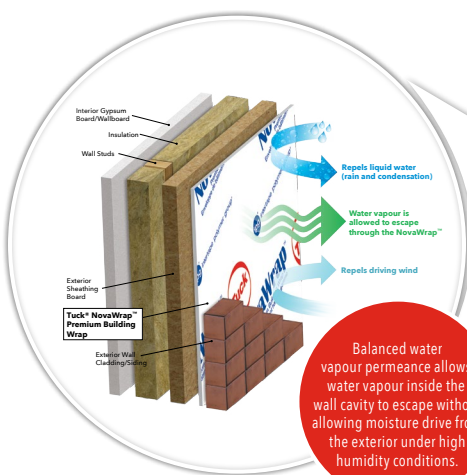 Interior Gypsum
Board/Wallboard
Insulation
Wall Studs
Repels liquid water
(rain and condensation)
Water vapour is
allowed to escape
through the NovaWrap™
Repels driving wind
Exterior
Sheathing
Board
Tuck® NovaWrap™
Premium Building
Wrap
Exterior Wall
Cladding/Siding
Balanced water
vapour permeance allows
water vapour inside the
wall cavity to escape
allowing moisture drive
the exterior under high
humidity conditions.